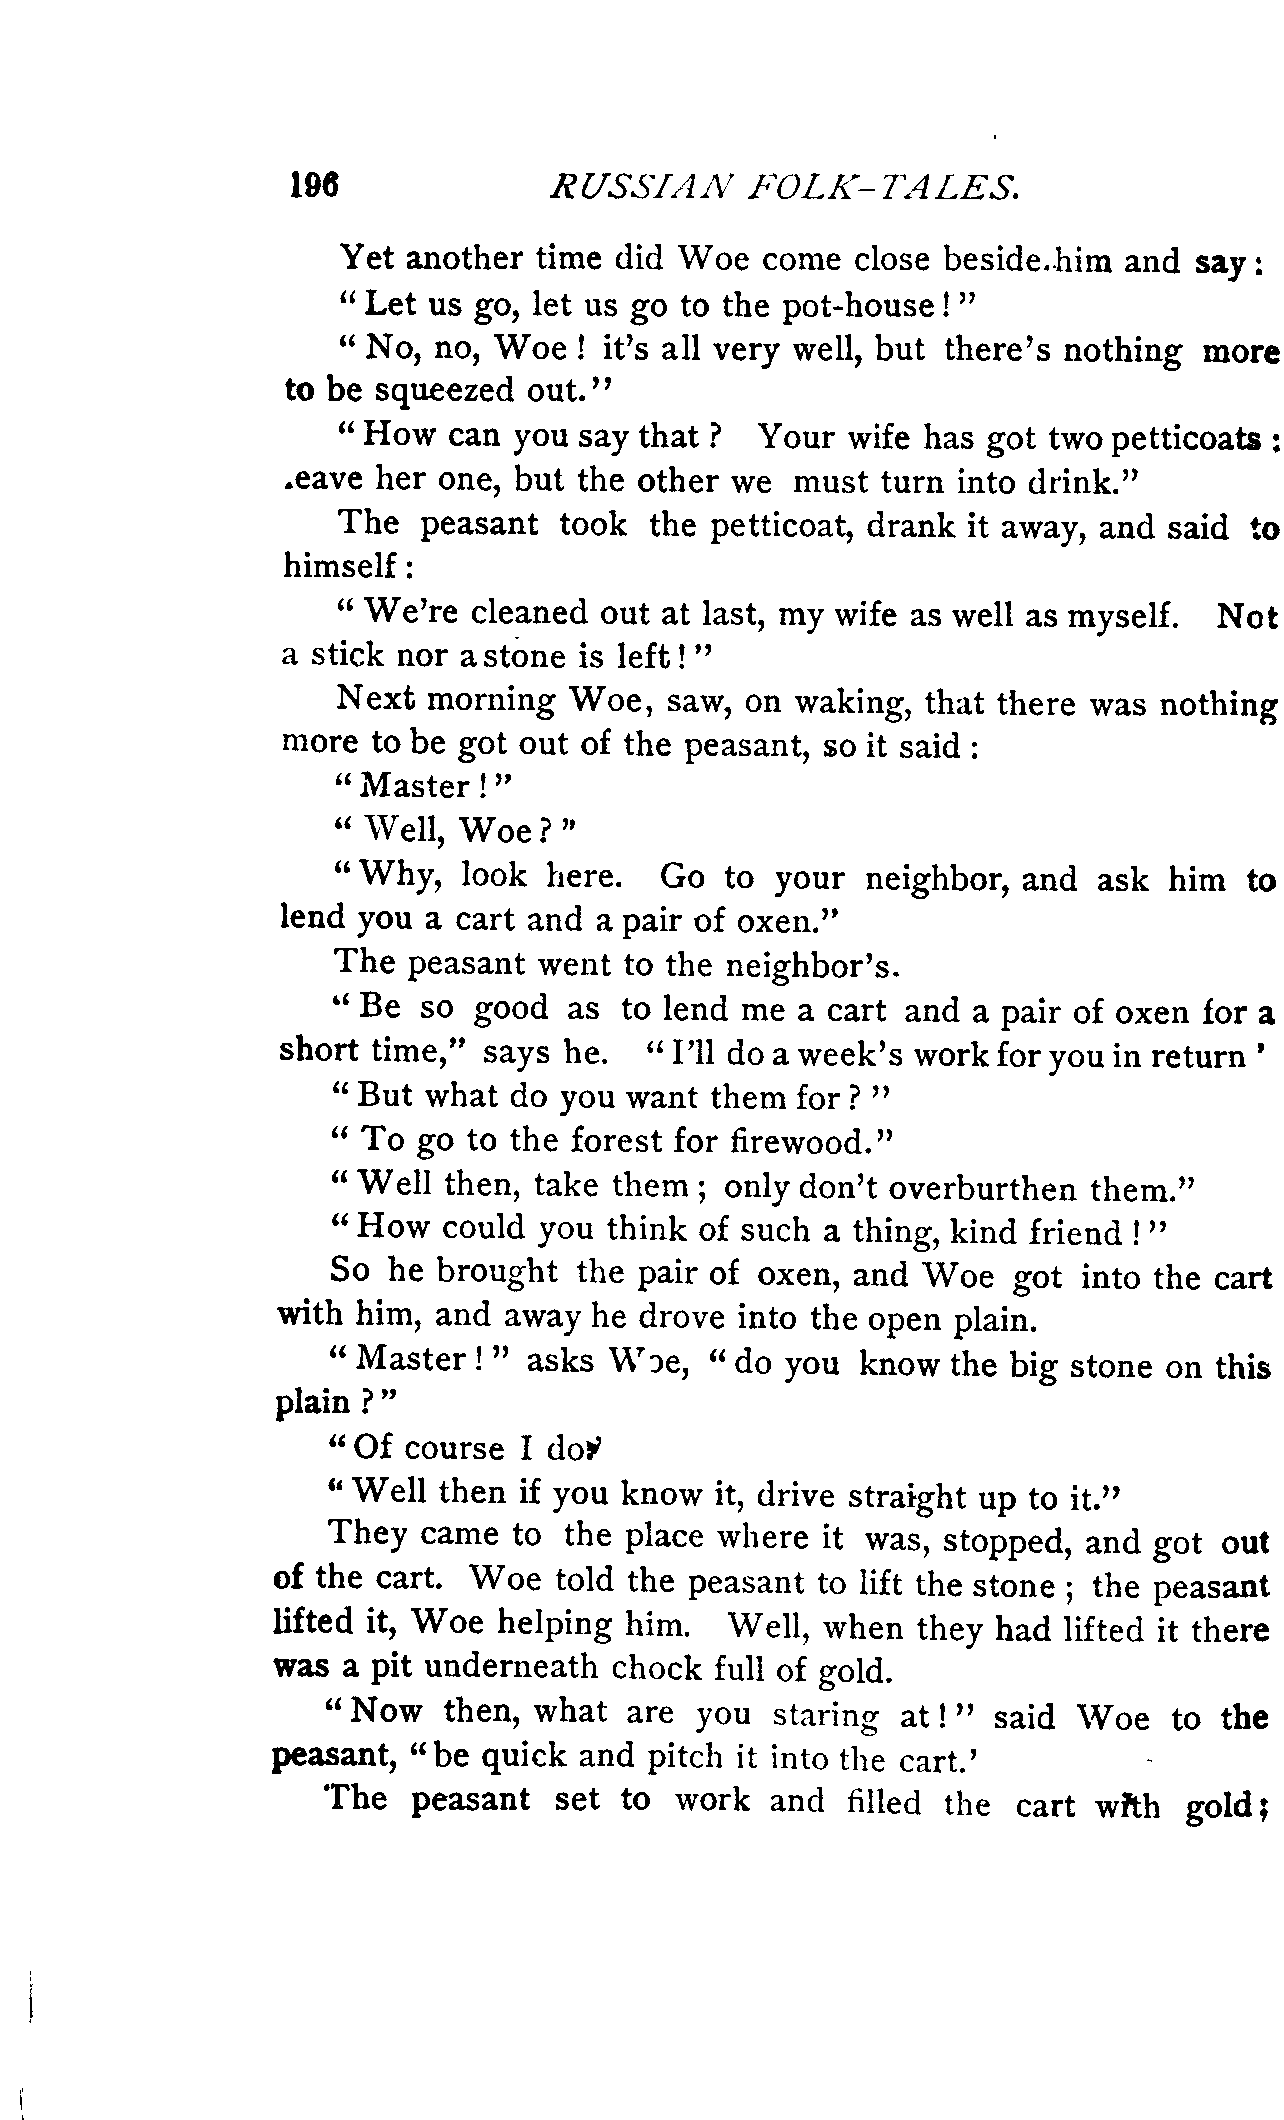 196 RUSSIAN FOLK-TALES.
Yet another time did Woe come close beside him and say:
"Let us go, let us go to the pot-house!"
"No, no, Woe! it's all very well, but there's nothing more
to be squeezed out."
"How can you say that? Your wife has got two petticoats:
.eave her one, but the other we must turn into drink."
The peasant took the petticoat, drank it away, and said to
himself:
"We're cleaned out at last, my wife as well as myself. Not
a stick nor a stone is left!"
Next morning Woe, saw, on waking, that there was nothing
more to be got out of the peasant, so it said:
"Master!"
"Well, Woe?"
"Why, look here. Go to your neighbor, and ask him to
lend you a cart and a pair of oxen."
The peasant went to the neighbor's.
"Be so good as to lend me a cart and a pair of oxen for a
short time," says he. "I'll do a week's work for you in return '
"But what do you want them for?"
"To go to the forest for firewood."
"Well then, take them; only don't overburthen them."
"How could you think of such a thing, kind friend!"
So he brought the pair of oxen, and Woe got into the cart
with him, and away he drove into the open plain.
"Master!" asks Woe, "do you know the big stone on this
plain?"
"Of course I do."
"Well then if you know it, drive straight up to it."
They came to the place where it was, stopped, and got out
of the cart. Woe told the peasant to lift the stone; the peasant
lifted it, Woe helping him. Well, when they had lifted it there
was a pit underneath chock full of gold.
"Now then, what are you staring at!" said Woe to the
peasant, "be quick and pitch it into the cart.'
The peasant set to work and filled the cart with gold;